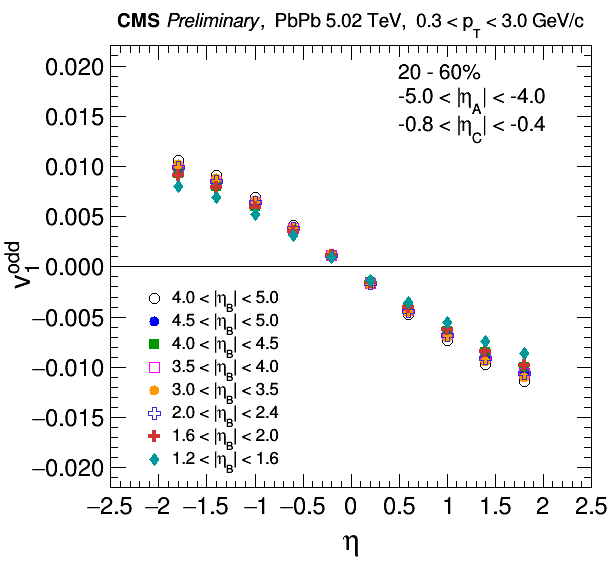 CMS Preliminary, PbPb 5.02 TeV, 0.3 < p_T < 3.0 GeV/c
20 - 60%
-5.0 < |η_A| < -4.0
-0.8 < |η_C| < -0.4
0.020
0.015
0.010
0.005
0.000
−0.005
−0.010
−0.015
−0.020
v_1^odd
4.0 < |η_B| < 5.0
4.5 < |η_B| < 5.0
4.0 < |η_B| < 4.5
3.5 < |η_B| < 4.0
3.0 < |η_B| < 3.5
2.0 < |η_B| < 2.4
1.6 < |η_B| < 2.0
1.2 < |η_B| < 1.6
−2.5 −2 −1.5 −1 −0.5 0 0.5 1 1.5 2 2.5
η